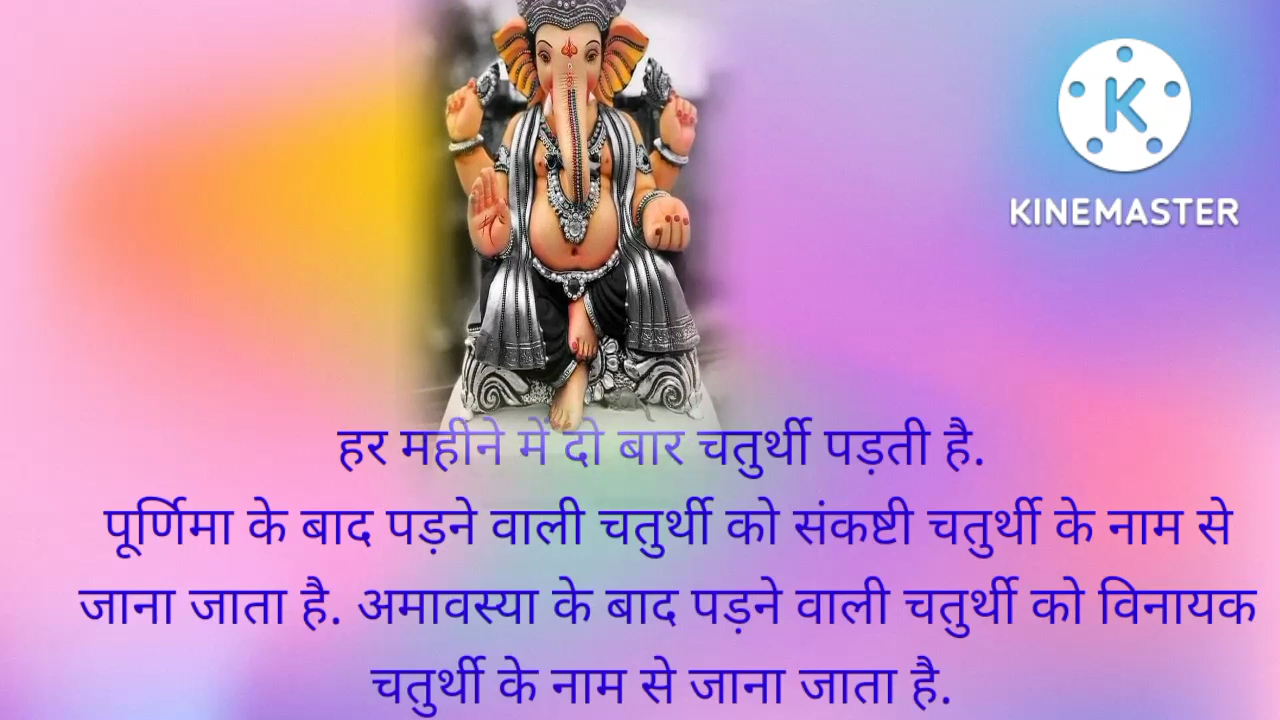 KINEMASTER
हर महीने में दो बार चतुर्थी पड़ती है.
पूर्णिमा के बाद पड़ने वाली चतुर्थी को संकष्टी चतुर्थी के नाम से
जाना जाता है. अमावस्या के बाद पड़ने वाली चतुर्थी को विनायक
चतुर्थी के नाम से जाना जाता है.